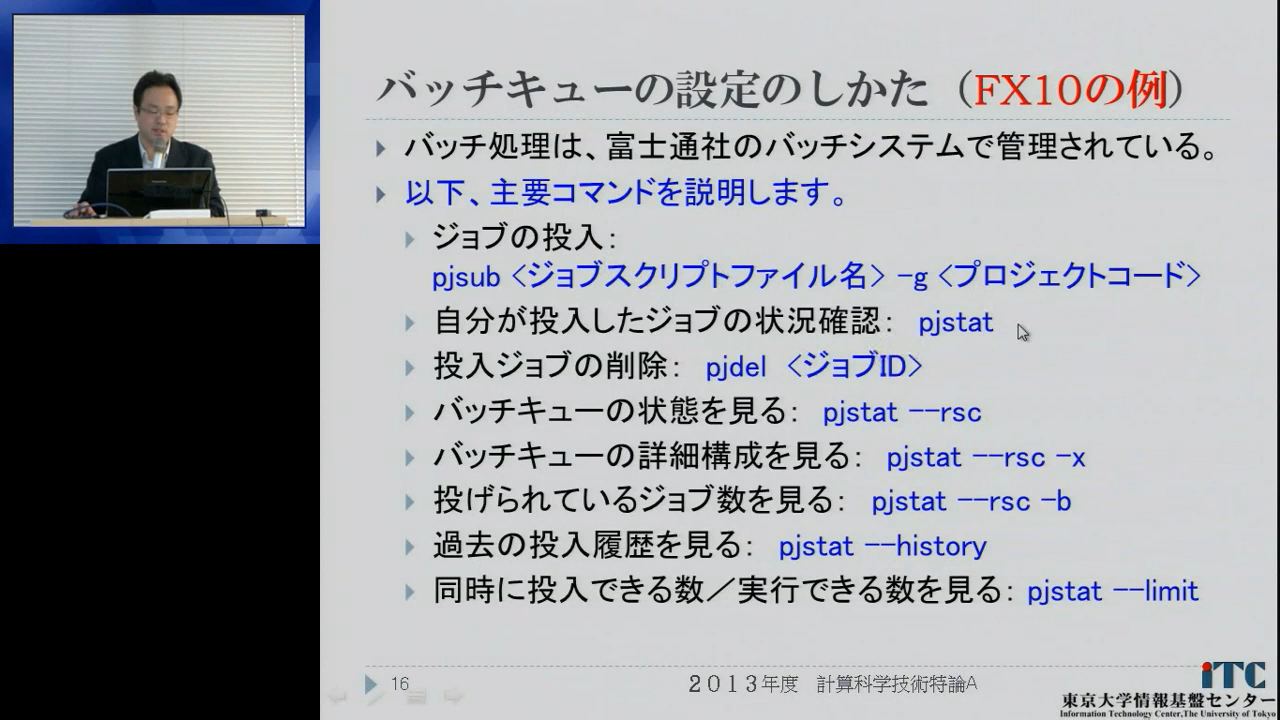 バッチキューの設定のしかた（FX10の例）
バッチ処理は、富士通社のバッチシステムで管理されている。
以下、主要コマンドを説明します。
ジョブの投入：
pjsub <ジョブスクリプトファイル名> -g <プロジェクトコード>
自分が投入したジョブの状況確認： pjstat
投入ジョブの削除： pjdel <ジョブID>
バッチキューの状態を見る： pjstat --rsc
バッチキューの詳細構成を見る： pjstat --rsc -x
投げられているジョブ数を見る： pjstat --rsc -b
過去の投入履歴を見る： pjstat --history
同時に投入できる数／実行できる数を見る： pjstat --limit
16
２０１３年度 計算科学技術特論A
iTC
東京大学情報基盤センター
Information Technology Center,The University of Tokyo